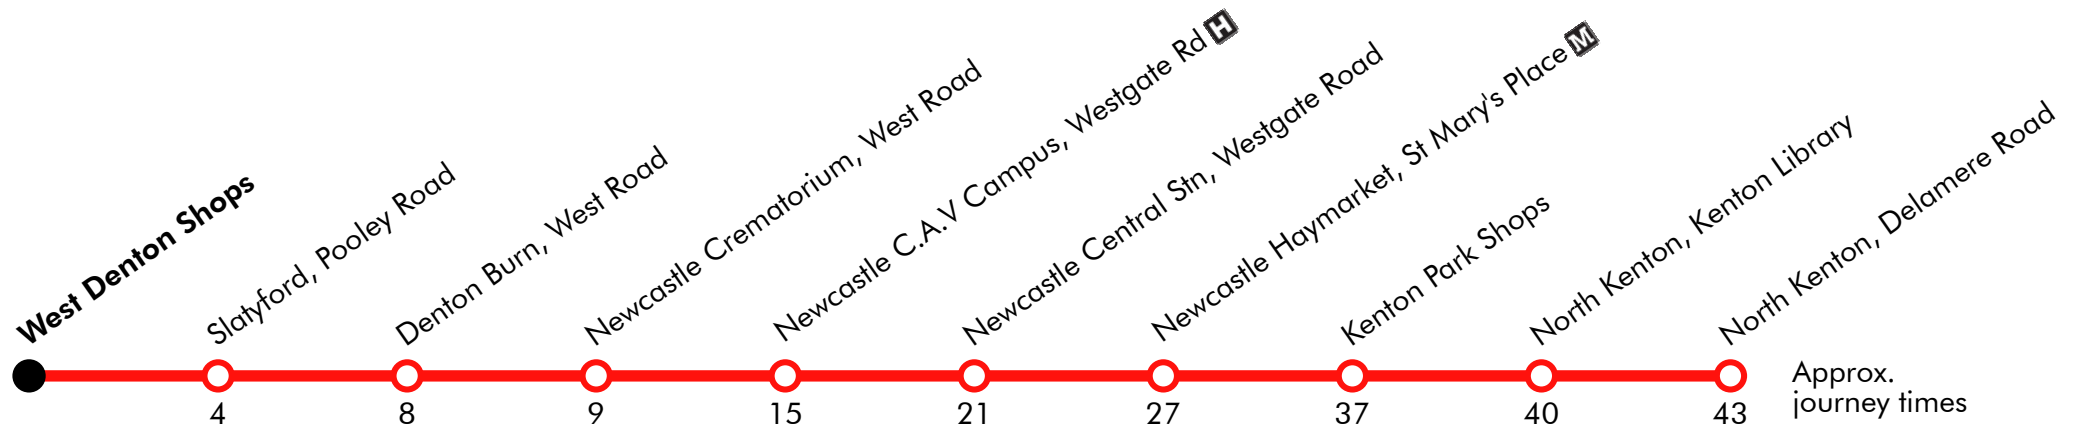 West Denton Shops
Slatyford, Pooley Road
Denton Burn, West Road
Newcastle Crematorium, West Road
Newcastle C.A.V Campus, Westgate Rd H
Newcastle Central Stn, Westgate Road
Newcastle Haymarket, St Mary's Place M
Kenton Park Shops
North Kenton, Kenton Library
North Kenton, Delamere Road
4 8 9 15 21 27 37 40 43
Approx.
journey times